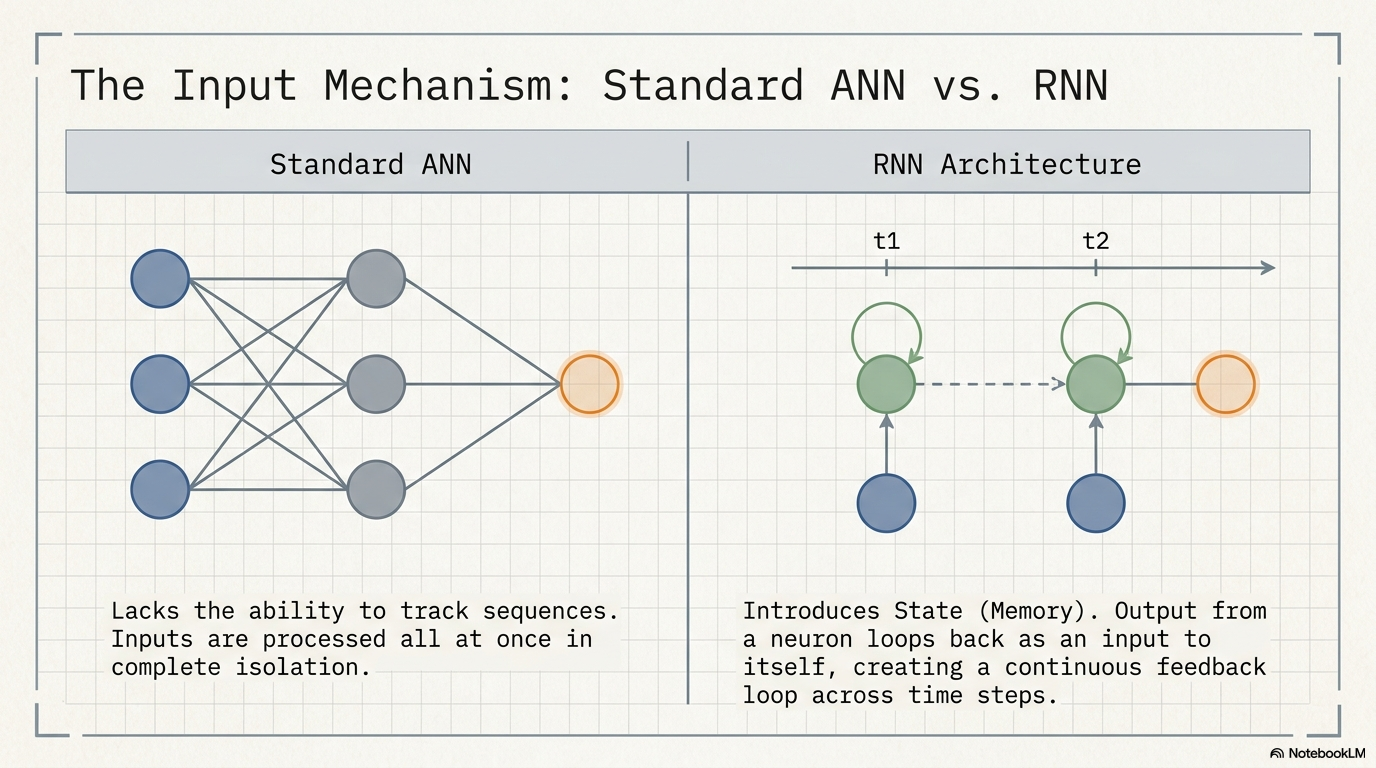 The Input Mechanism: Standard ANN vs. RNN
Standard ANN
RNN Architecture
t1
t2
Lacks the ability to track sequences.
Inputs are processed all at once in
complete isolation.
Introduces State (Memory). Output from
a neuron loops back as an input to
itself, creating a continuous feedback
loop across time steps.
NotebookLM